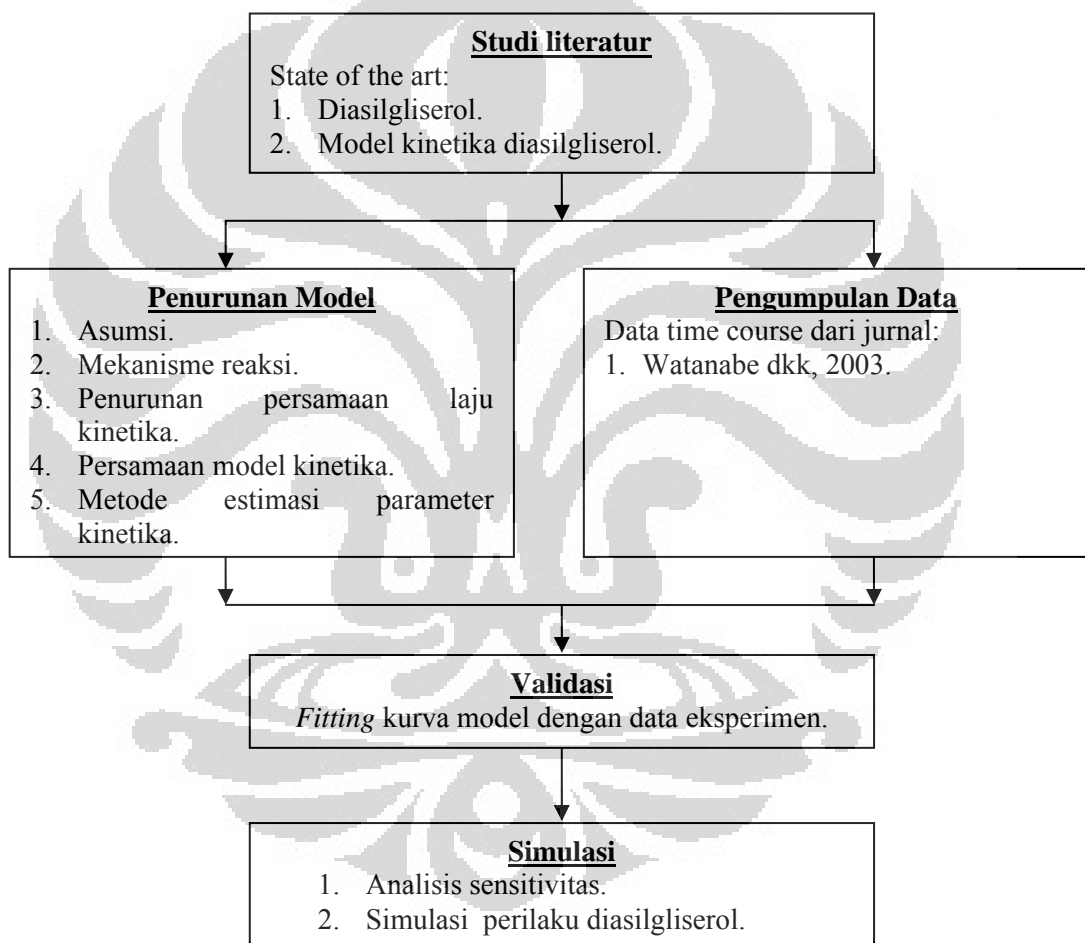 Studi literatur
State of the art:
1. Diasilgliserol.
2. Model kinetika diasilgliserol.
Penurunan Model
1. Asumsi.
2. Mekanisme reaksi.
3. Penurunan persamaan laju
kinetika.
4. Persamaan model kinetika.
5. Metode estimasi parameter
kinetika.
Pengumpulan Data
Data time course dari jurnal:
1. Watanabe dkk, 2003.
Validasi
Fitting kurva model dengan data eksperimen.
Simulasi
1. Analisis sensitivitas.
2. Simulasi perilaku diasilgliserol.